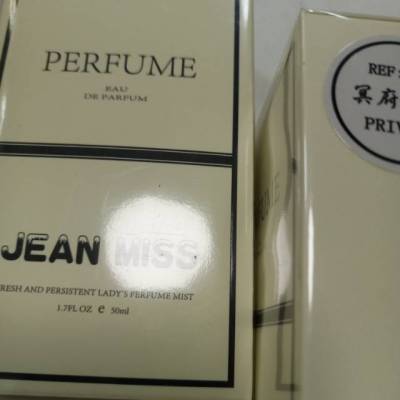 PERFUME
EAU
DE PARFUM
JEAN MISS
RESH AND PERSISTENT LADY'S PERFUME MIST
1.7FL OZ e 50ml
REF:
冥府
PRIV